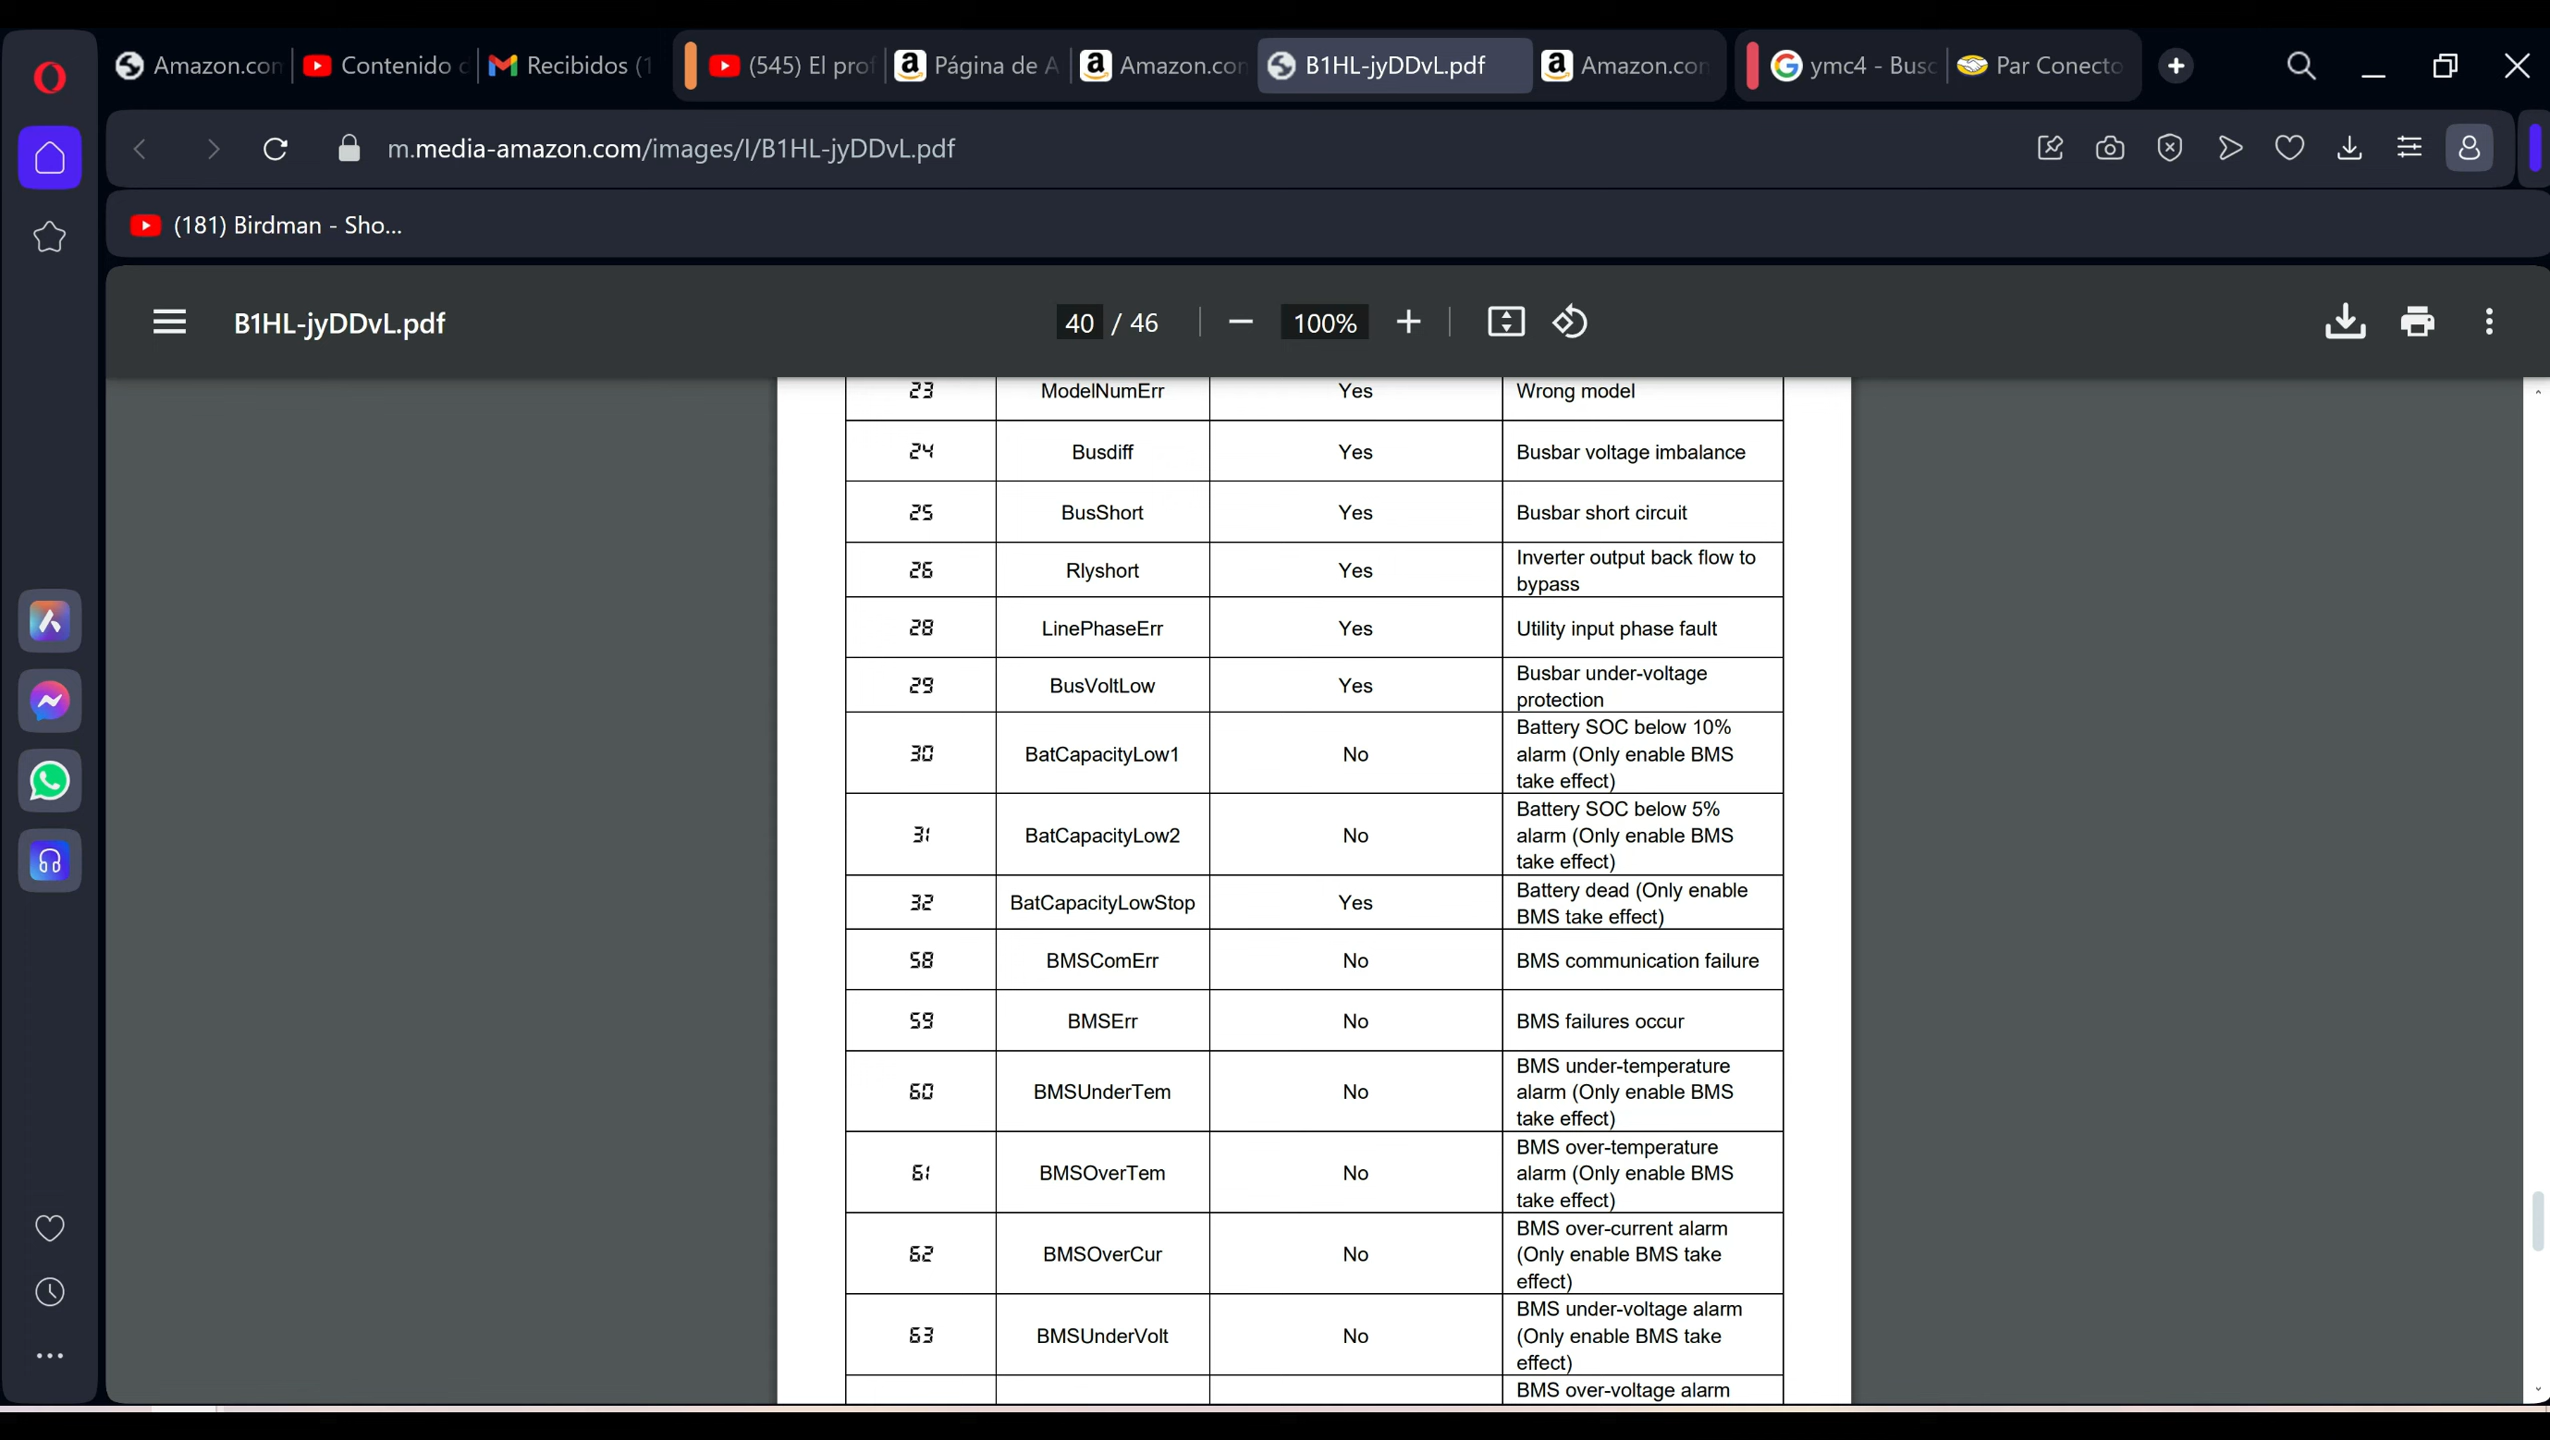 Amazon.con
Contenido d
Recibidos (1
(545) El prof
Página de A
Amazon.con
B1HL-jyDDvL.pdf
Amazon.con
ymc4 - Busc
Par Conecto
m.media-amazon.com/images/I/B1HL-jyDDvL.pdf
(181) Birdman - Sho...
B1HL-jyDDvL.pdf
40 / 46
100%
23 ModelNumErr Yes Wrong model
24 Busdiff Yes Busbar voltage imbalance
25 BusShort Yes Busbar short circuit
26 Rlyshort Yes Inverter output back flow to
bypass
28 LinePhaseErr Yes Utility input phase fault
29 BusVoltLow Yes Busbar under-voltage
protection
30 BatCapacityLow1 No Battery SOC below 10%
alarm (Only enable BMS
take effect)
31 BatCapacityLow2 No Battery SOC below 5%
alarm (Only enable BMS
take effect)
32 BatCapacityLowStop Yes Battery dead (Only enable
BMS take effect)
58 BMSComErr No BMS communication failure
59 BMSErr No BMS failures occur
60 BMSUnderTem No BMS under-temperature
alarm (Only enable BMS
take effect)
61 BMSOverTem No BMS over-temperature
alarm (Only enable BMS
take effect)
62 BMSOverCur No BMS over-current alarm
(Only enable BMS take
effect)
63 BMSUnderVolt No BMS under-voltage alarm
(Only enable BMS take
effect)
BMS over-voltage alarm